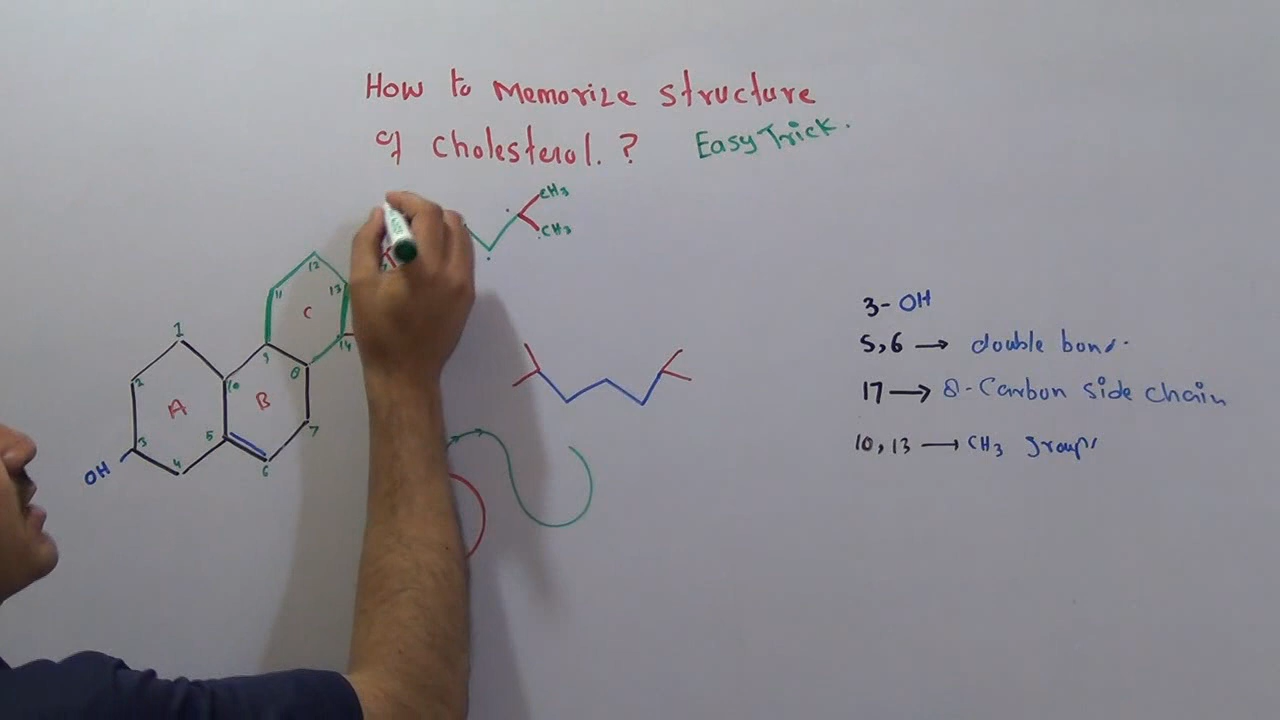 How to Memorize structure
of cholesterol. ?
Easy Trick.
CH3
CH3
12
11
13
C
14
1
9
8
2
10
A
B
5
7
3
4
6
OH
3- OH
5,6 → double bond.
17 → 8-Carbon side chain
10, 13 → CH3 groups